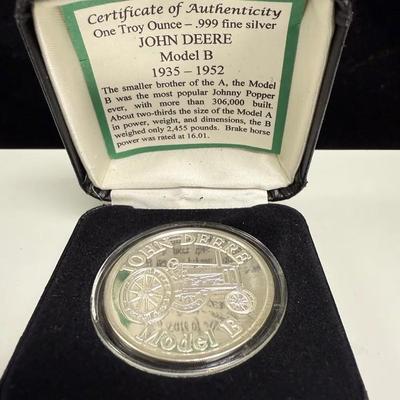 Certificate of Authenticity
One Troy Ounce – .999 fine silver
JOHN DEERE
Model B
1935 – 1952
The smaller brother of the A, the Model
B was the most popular Johnny Popper
ever, with more than 306,000 built.
About two-thirds the size of the Model A
in power, weight, and dimensions, the B
weighed only 2,455 pounds. Brake horse
power was rated at 16.01.
JOHN DEERE
Model B